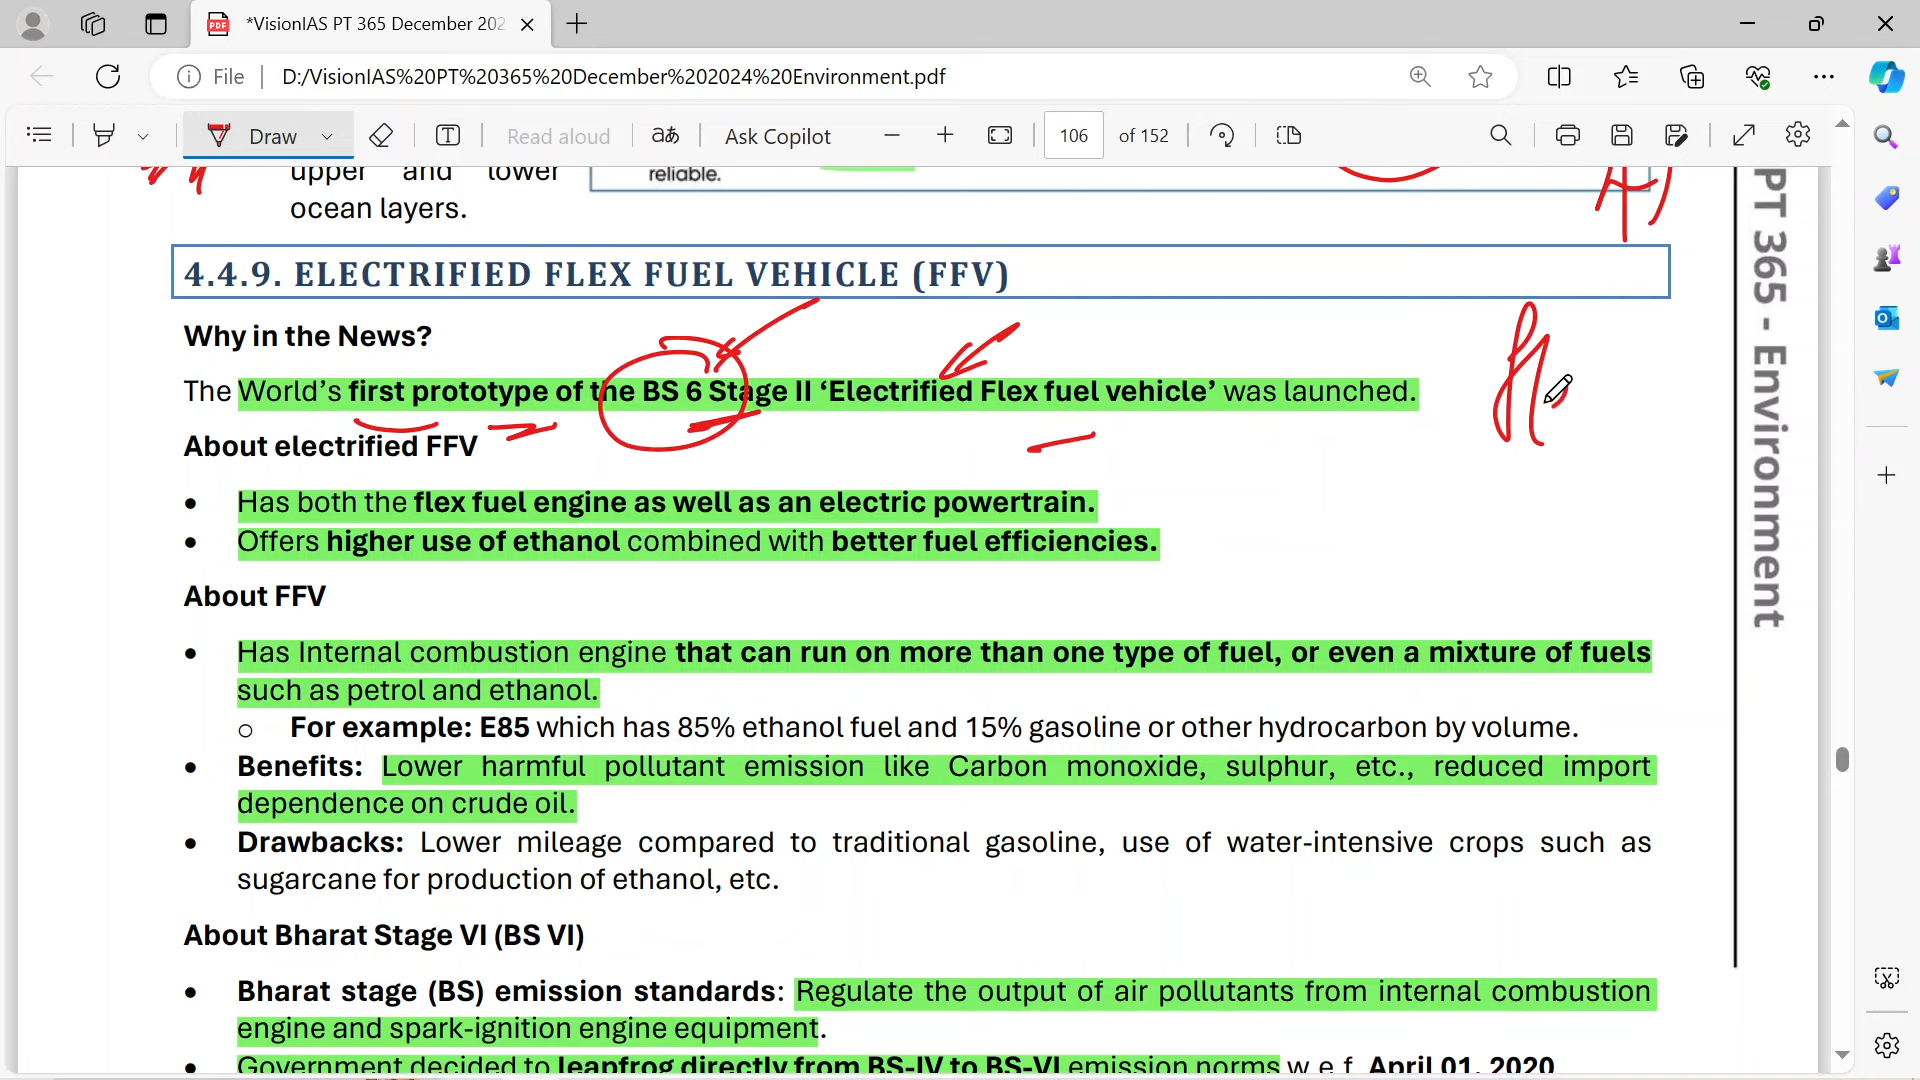 *VisionIAS PT 365 December 202
File
D:/VisionIAS%20PT%20365%20December%202024%20Environment.pdf
Draw
Read aloud
aあ
Ask Copilot
106
of 152
upper and lower
ocean layers.
reliable.
4.4.9. ELECTRIFIED FLEX FUEL VEHICLE (FFV)
Why in the News?
The World's first prototype of the BS 6 Stage II 'Electrified Flex fuel vehicle' was launched.
About electrified FFV
• Has both the flex fuel engine as well as an electric powertrain.
• Offers higher use of ethanol combined with better fuel efficiencies.
About FFV
• Has Internal combustion engine that can run on more than one type of fuel, or even a mixture of fuels
such as petrol and ethanol.
o For example: E85 which has 85% ethanol fuel and 15% gasoline or other hydrocarbon by volume.
• Benefits: Lower harmful pollutant emission like Carbon monoxide, sulphur, etc., reduced import
dependence on crude oil.
• Drawbacks: Lower mileage compared to traditional gasoline, use of water-intensive crops such as
sugarcane for production of ethanol, etc.
About Bharat Stage VI (BS VI)
• Bharat stage (BS) emission standards: Regulate the output of air pollutants from internal combustion
engine and spark-ignition engine equipment.
• Government decided to leapfrog directly from BS-IV to BS-VI emission norms w.e.f. April 01, 2020
PT 365 - Environment